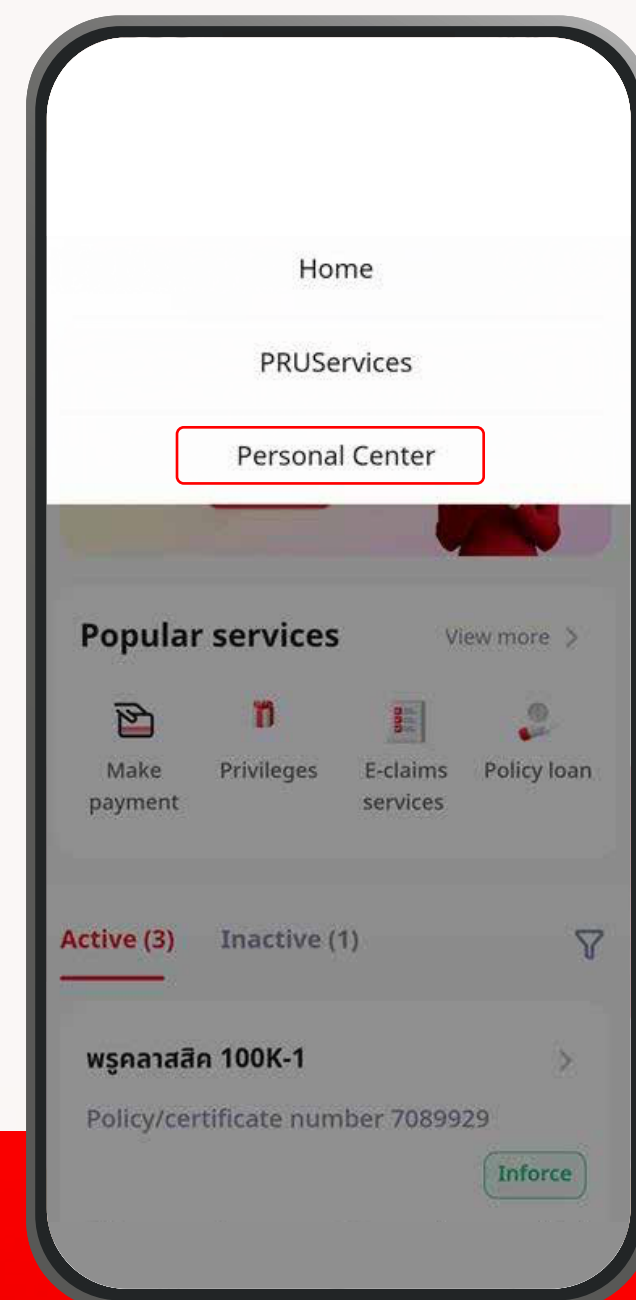 Home
PRUServices
Personal Center
Popular services
View more
Make payment
Privileges
E-claims services
Policy loan
Active (3)
Inactive (1)
พรูคลาสสิค 100K-1
Policy/certificate number 7089929
Inforce